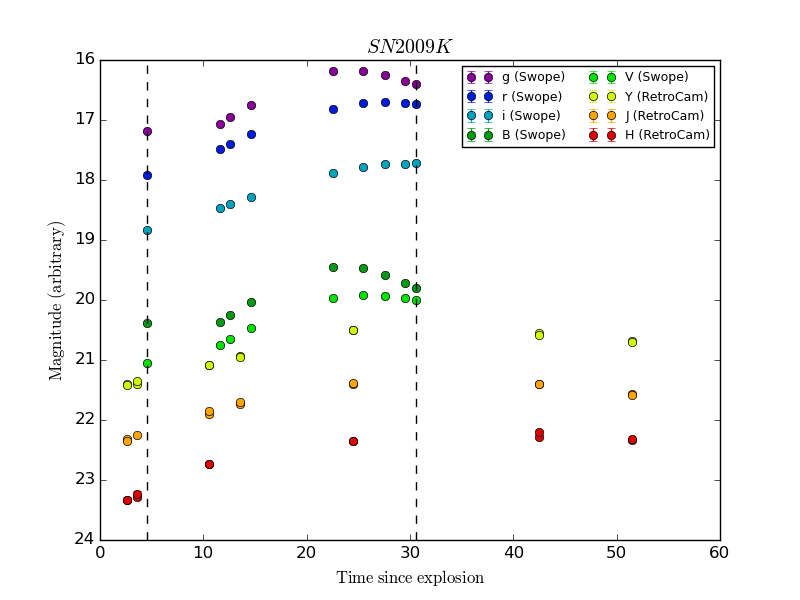 SN2009K
16
17
18
19
20
21
22
23
24
Magnitude (arbitrary)
g (Swope)
r (Swope)
i (Swope)
B (Swope)
V (Swope)
Y (RetroCam)
J (RetroCam)
H (RetroCam)
0 10 20 30 40 50 60
Time since explosion